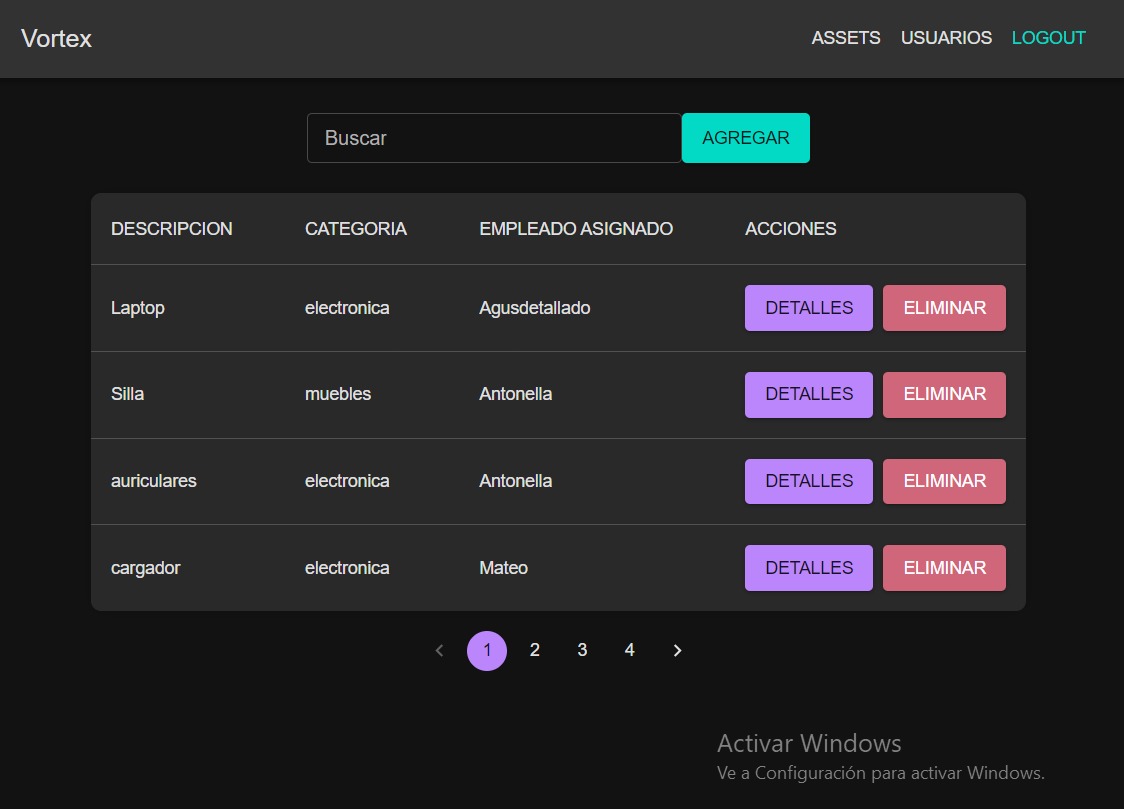 Vortex ASSETS USUARIOS LOGOUT
Buscar AGREGAR
DESCRIPCION CATEGORIA EMPLEADO ASIGNADO ACCIONES
Laptop electronica Agusdetallado DETALLES ELIMINAR
Silla muebles Antonella DETALLES ELIMINAR
auriculares electronica Antonella DETALLES ELIMINAR
cargador electronica Mateo DETALLES ELIMINAR
1 2 3 4
Activar Windows
Ve a Configuración para activar Windows.